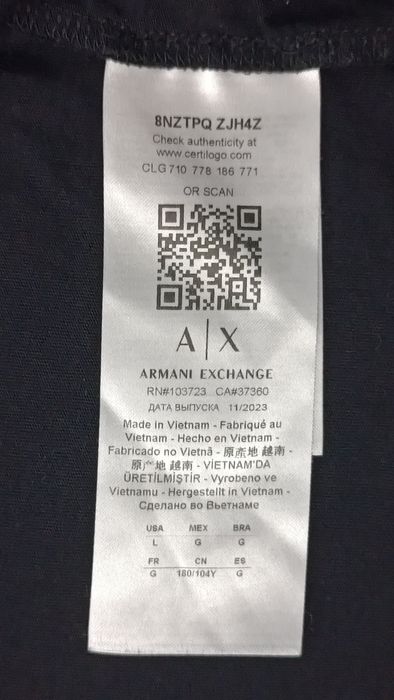 8NZTPQ ZJH4Z
Check authenticity at
www.certilogo.com
CLG 710 778 186 771
OR SCAN
A|X
ARMANI EXCHANGE
RN#103723 CA#37360
ДАТА ВЫПУСКА 11/2023
Made in Vietnam - Fabriqué au
Vietnam - Hecho en Vietnam -
Fabricado no Vietnã - 原產地 越南 -
原产地 越南 - VİETNAM'DA
ÜRETİLMİŞTİR - Vyrobeno ve
Vietnamu - Hergestellt in Vietnam -
Сделано во Вьетнаме
USA MEX BRA
L G G
FR CN ES
G 180/104Y G